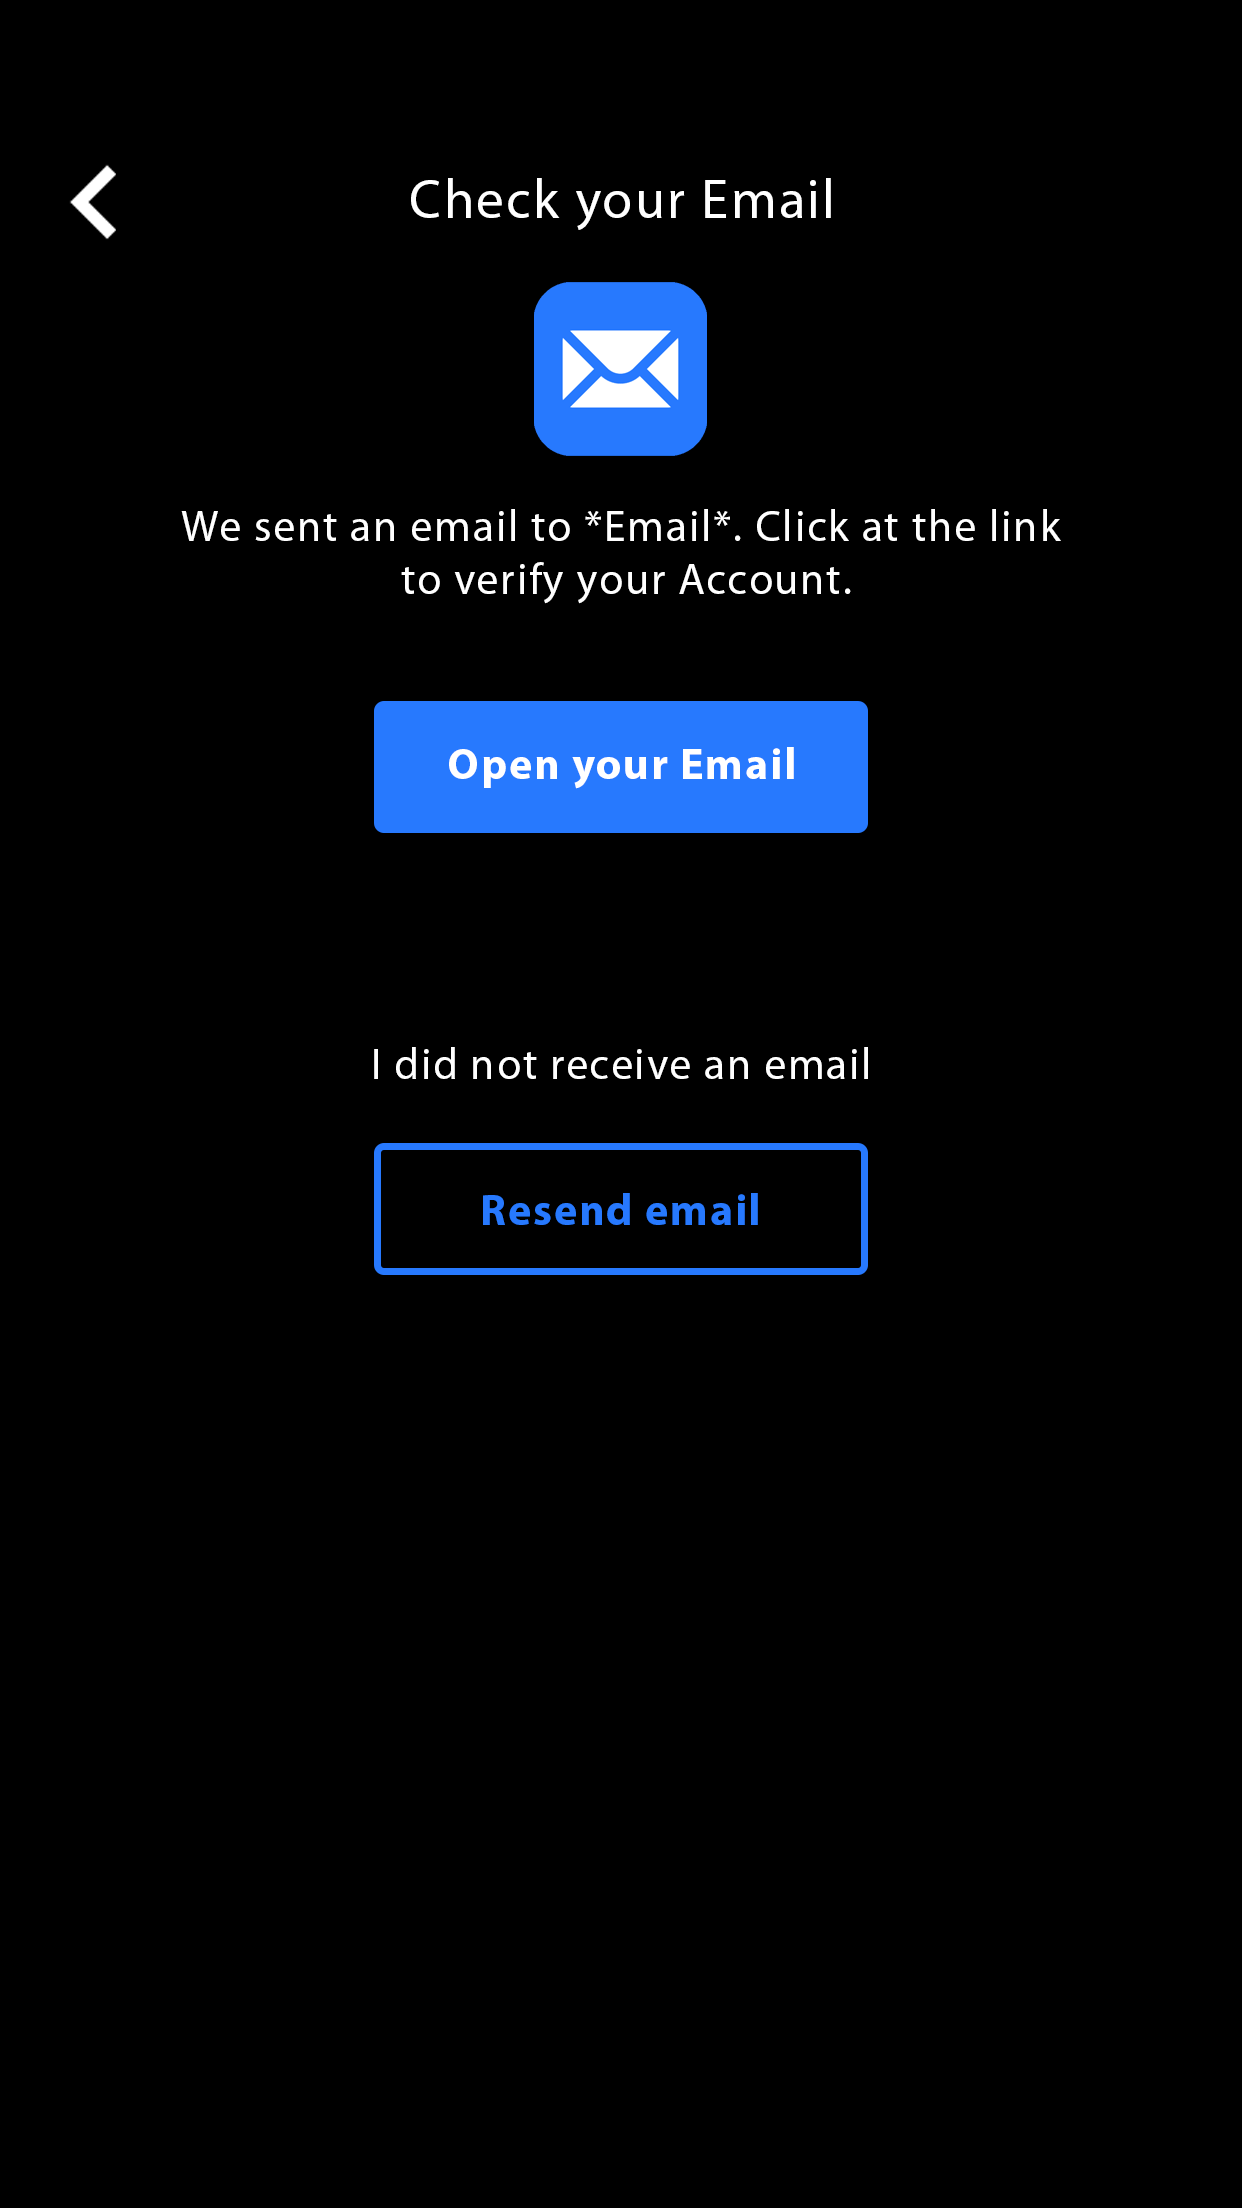 Check your Email
We sent an email to *Email*. Click at the link
to verify your Account.
Open your Email
I did not receive an email
Resend email